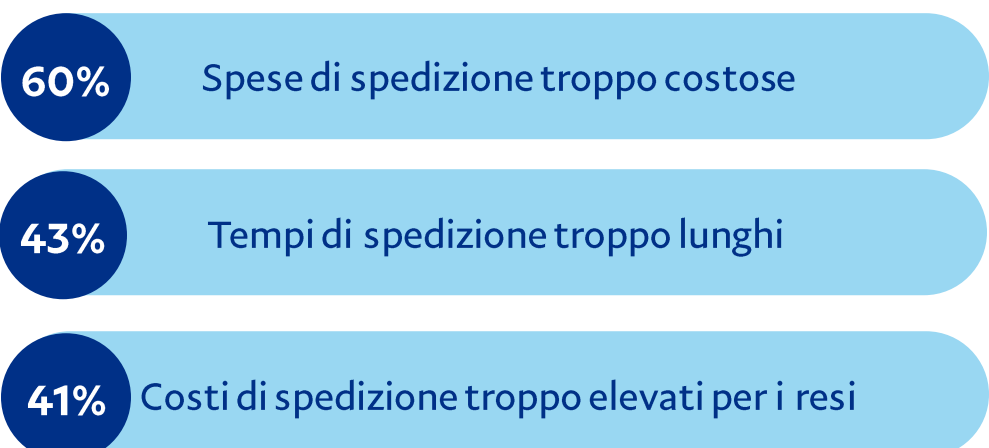 60% Spese di spedizione troppo costose
43% Tempi di spedizione troppo lunghi
41% Costi di spedizione troppo elevati per i resi